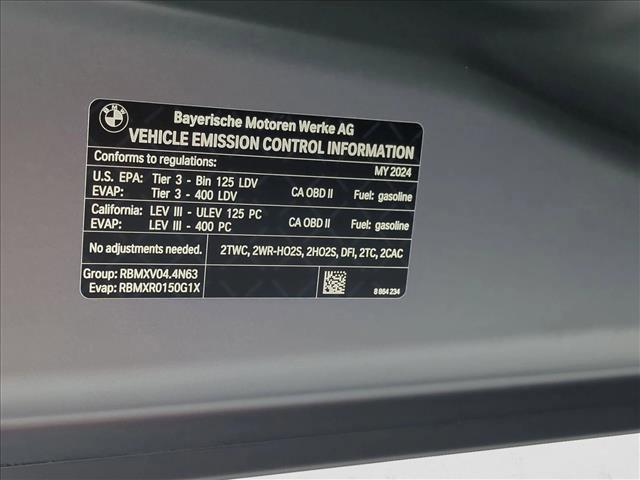 BMW
Bayerische Motoren Werke AG
VEHICLE EMISSION CONTROL INFORMATION
Conforms to regulations: MY 2024
U.S. EPA: Tier 3 - Bin 125 LDV CA OBD II Fuel: gasoline
EVAP: Tier 3 - 400 LDV
California: LEV III - ULEV 125 PC CA OBD II Fuel: gasoline
EVAP: LEV III - 400 PC
No adjustments needed. 2TWC, 2WR-HO2S, 2HO2S, DFI, 2TC, 2CAC
Group: RBMXV04.4N63
Evap: RBMXR0150G1X 8 864 234